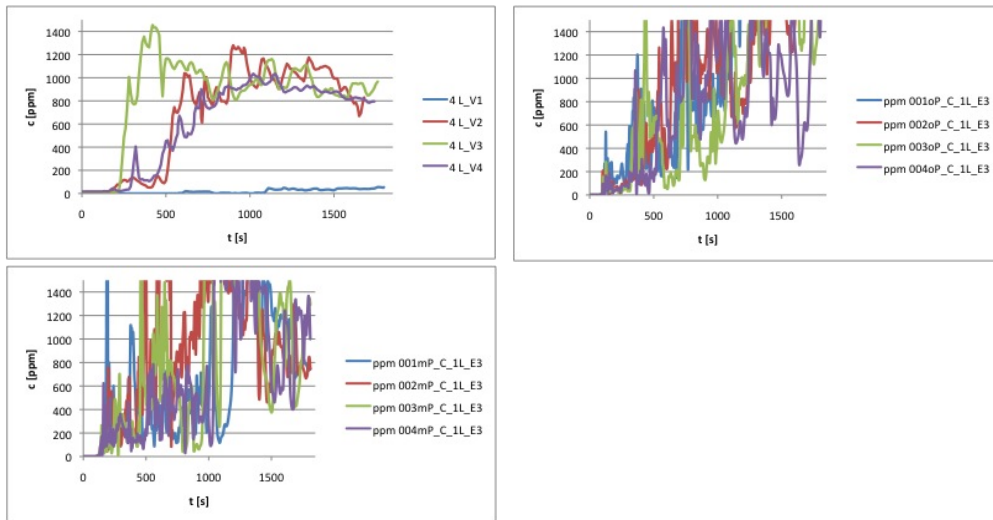 1400
1200
1000
800
600
400
200
0
0 500 1000 1500
c [ppm]
t [s]
4 L_V1
4 L_V2
4 L_V3
4 L_V4
1400
1200
1000
800
600
400
200
0
0 500 1000 1500
c [ppm]
t [s]
ppm 001oP_C_1L_E3
ppm 002oP_C_1L_E3
ppm 003oP_C_1L_E3
ppm 004oP_C_1L_E3
1400
1200
1000
800
600
400
200
0
0 500 1000 1500
c [ppm]
t [s]
ppm 001mP_C_1L_E3
ppm 002mP_C_1L_E3
ppm 003mP_C_1L_E3
ppm 004mP_C_1L_E3